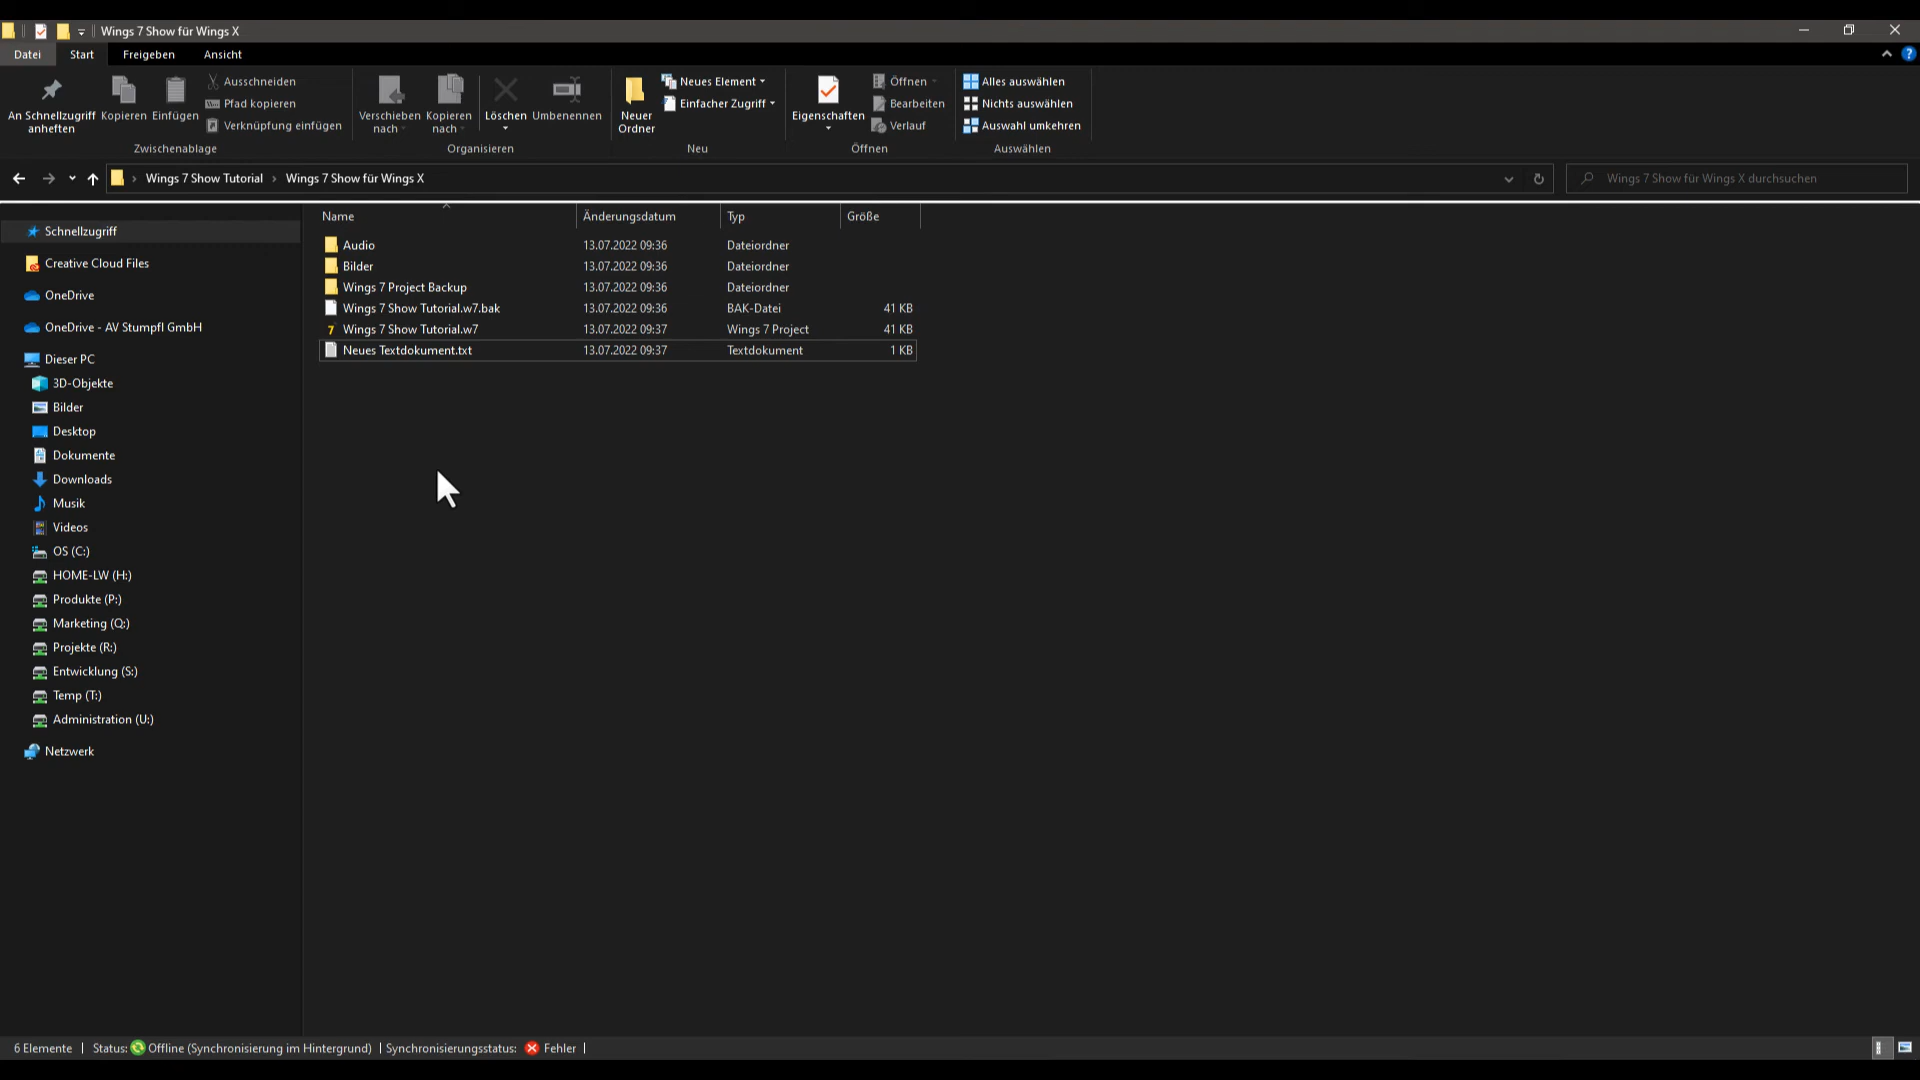 Wings 7 Show für Wings X
Datei Start Freigeben Ansicht
An Schnellzugriff anheften
Kopieren
Einfügen
Ausschneiden
Pfad kopieren
Verknüpfung einfügen
Zwischenablage
Verschieben nach
Kopieren nach
Löschen
Umbenennen
Organisieren
Neuer Ordner
Neues Element
Einfacher Zugriff
Neu
Eigenschaften
Öffnen
Bearbeiten
Verlauf
Öffnen
Alles auswählen
Nichts auswählen
Auswahl umkehren
Auswählen
Wings 7 Show Tutorial › Wings 7 Show für Wings X
Wings 7 Show für Wings X durchsuchen
Schnellzugriff
Creative Cloud Files
OneDrive
OneDrive - AV Stumpfl GmbH
Dieser PC
3D-Objekte
Bilder
Desktop
Dokumente
Downloads
Musik
Videos
OS (C:)
HOME-LW (H:)
Produkte (P:)
Marketing (Q:)
Projekte (R:)
Entwicklung (S:)
Temp (T:)
Administration (U:)
Netzwerk
Name Änderungsdatum Typ Größe
Audio 13.07.2022 09:36 Dateiordner
Bilder 13.07.2022 09:36 Dateiordner
Wings 7 Project Backup 13.07.2022 09:36 Dateiordner
Wings 7 Show Tutorial.w7.bak 13.07.2022 09:36 BAK-Datei 41 KB
7 Wings 7 Show Tutorial.w7 13.07.2022 09:37 Wings 7 Project 41 KB
Neues Textdokument.txt 13.07.2022 09:37 Textdokument 1 KB
6 Elemente | Status: Offline (Synchronisierung im Hintergrund) | Synchronisierungsstatus: Fehler |